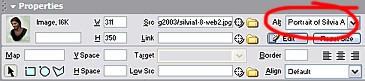 Properties
Image, 16K W 311 Src g2003/silvia1-8-web2.jpg Alt Portrait of Silvia A
H 350 Link Edit Reset Size
Map V Space Target Border
H Space Low Src Align Default